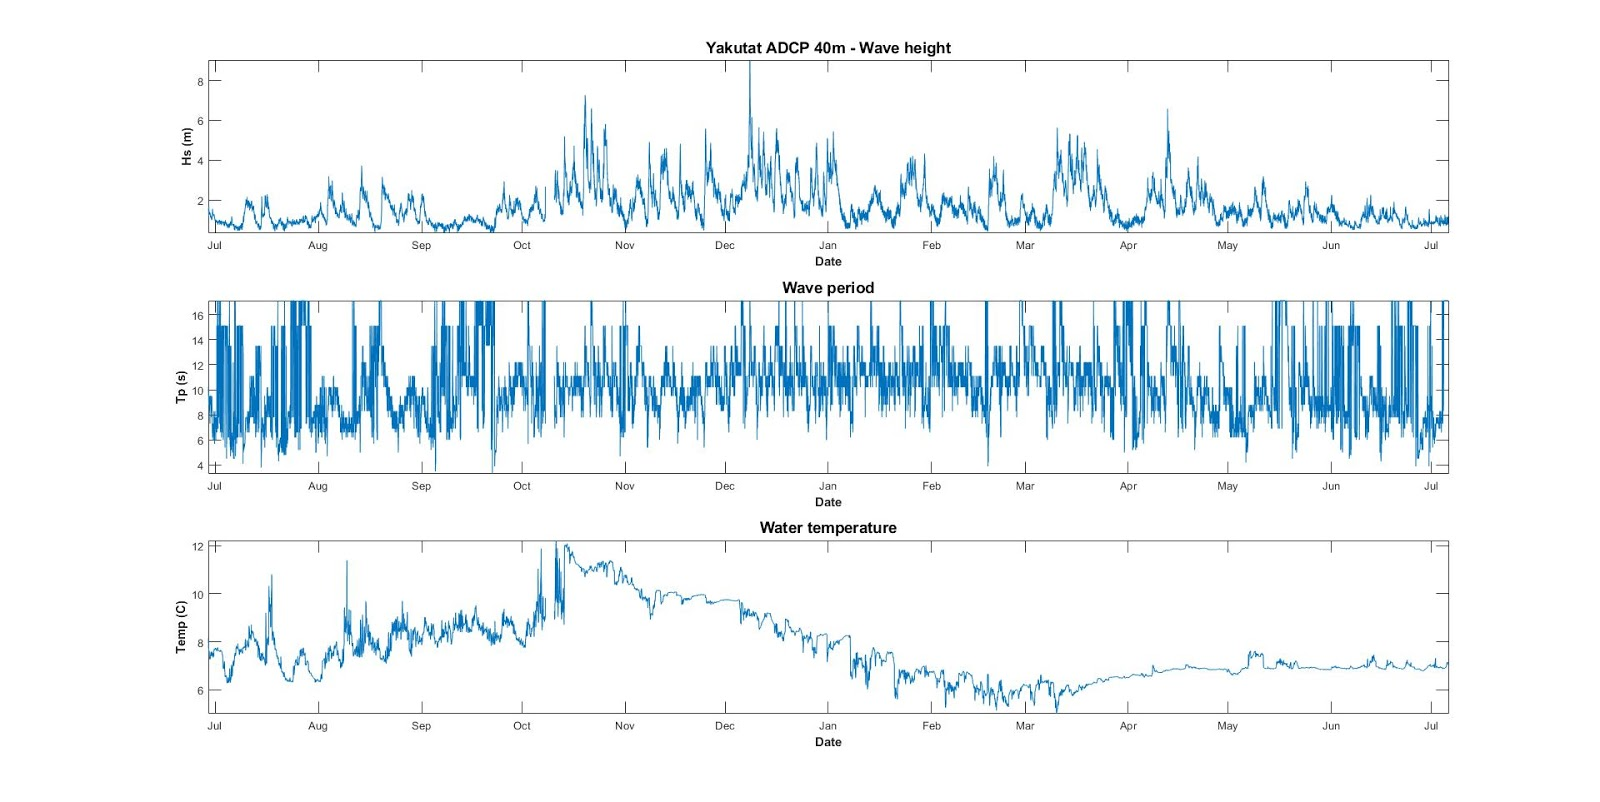 Yakutat ADCP 40m - Wave height
8
6
4
2
Hs (m)
Jul Aug Sep Oct Nov Dec Jan Feb Mar Apr May Jun Jul
Date
Wave period
16
14
12
10
8
6
4
Tp (s)
Jul Aug Sep Oct Nov Dec Jan Feb Mar Apr May Jun Jul
Date
Water temperature
12
10
8
6
Temp (C)
Jul Aug Sep Oct Nov Dec Jan Feb Mar Apr May Jun Jul
Date